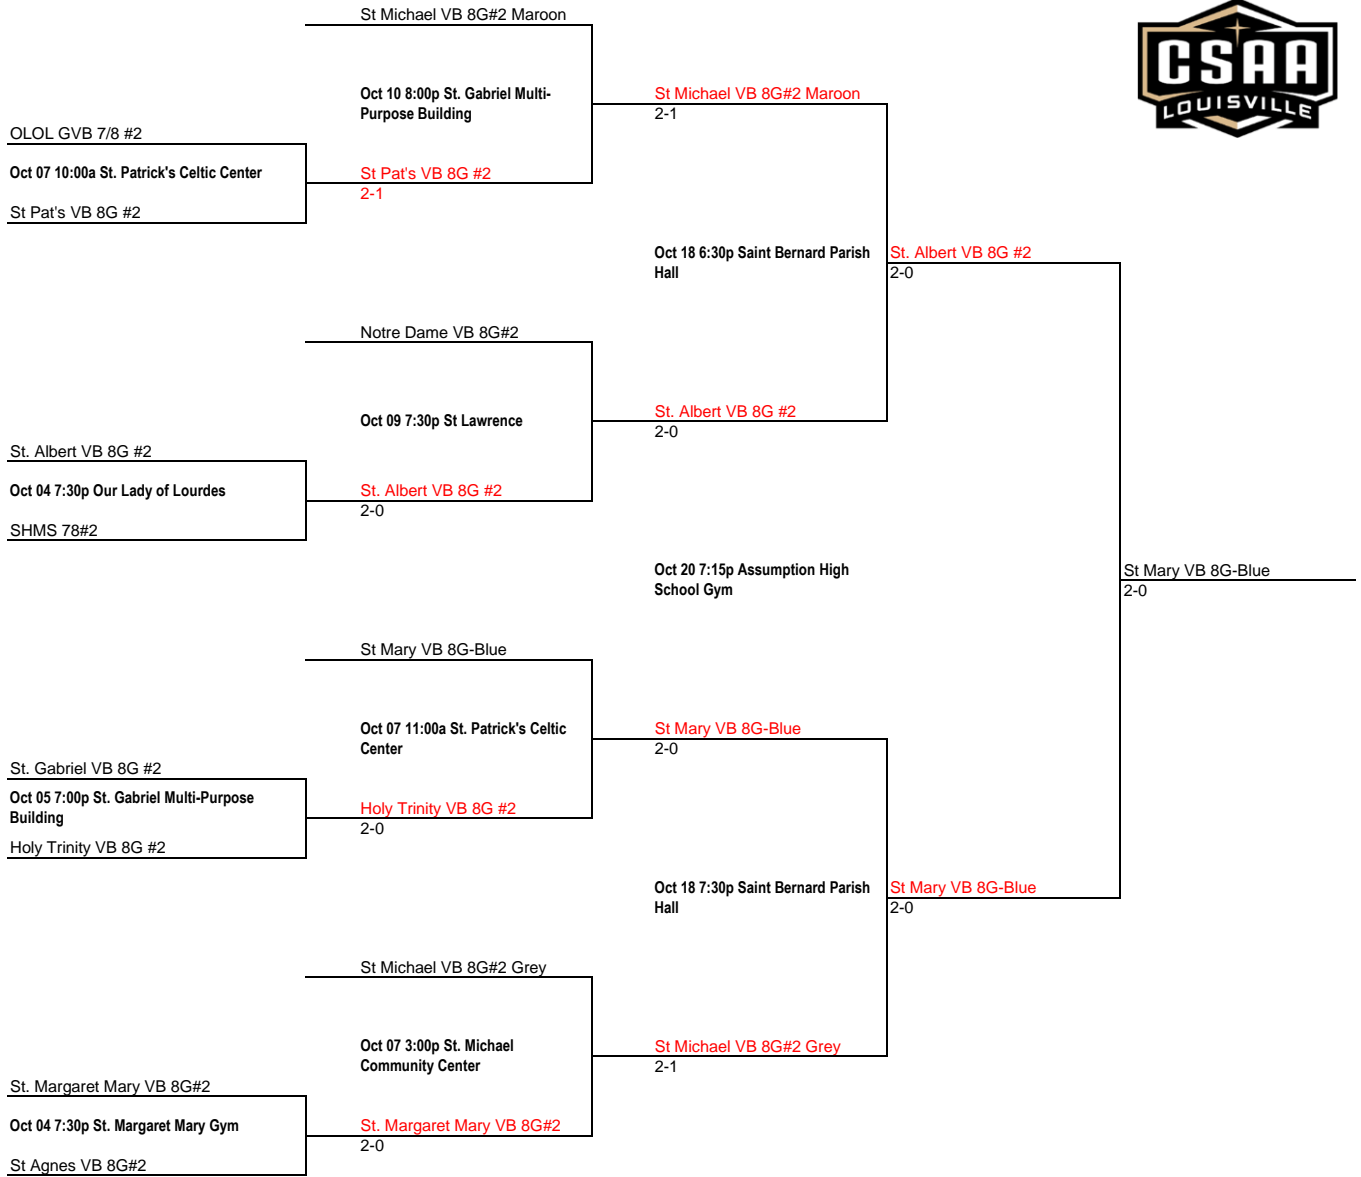 St Michael VB 8G#2 Maroon
CSAA
LOUISVILLE
Oct 10 8:00p St. Gabriel Multi-
Purpose Building
St Michael VB 8G#2 Maroon
2-1
OLOL GVB 7/8 #2
Oct 07 10:00a St. Patrick's Celtic Center
St Pat's VB 8G #2
2-1
St Pat's VB 8G #2
Oct 18 6:30p Saint Bernard Parish
Hall
St. Albert VB 8G #2
2-0
Notre Dame VB 8G#2
Oct 09 7:30p St Lawrence
St. Albert VB 8G #2
2-0
St. Albert VB 8G #2
Oct 04 7:30p Our Lady of Lourdes
St. Albert VB 8G #2
2-0
SHMS 78#2
Oct 20 7:15p Assumption High
School Gym
St Mary VB 8G-Blue
2-0
St Mary VB 8G-Blue
Oct 07 11:00a St. Patrick's Celtic
Center
St Mary VB 8G-Blue
2-0
St. Gabriel VB 8G #2
Oct 05 7:00p St. Gabriel Multi-Purpose
Building
Holy Trinity VB 8G #2
2-0
Holy Trinity VB 8G #2
Oct 18 7:30p Saint Bernard Parish
Hall
St Mary VB 8G-Blue
2-0
St Michael VB 8G#2 Grey
Oct 07 3:00p St. Michael
Community Center
St Michael VB 8G#2 Grey
2-1
St. Margaret Mary VB 8G#2
Oct 04 7:30p St. Margaret Mary Gym
St. Margaret Mary VB 8G#2
2-0
St Agnes VB 8G#2